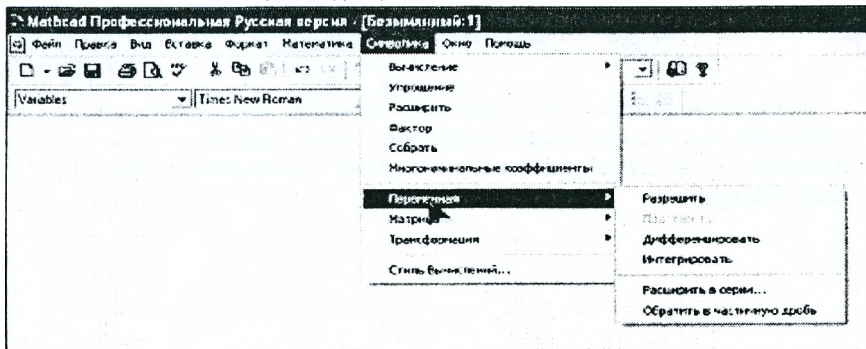 Mathcad Профессиональная Русская версия - [Безымянный:1]
Файл Правка Вид Вставка Формат Математика Символика Окно Помощь
Variables Times New Roman
Вычисление
Упрощение
Расширить
Фактор
Собрать
Многочленные коэффициенты
Переменная
Матрица
Трансформация
Стиль Вычислений...
Разрешить
Дифференцировать
Интегрировать
Расширить в серии...
Обратить в частичную дробь